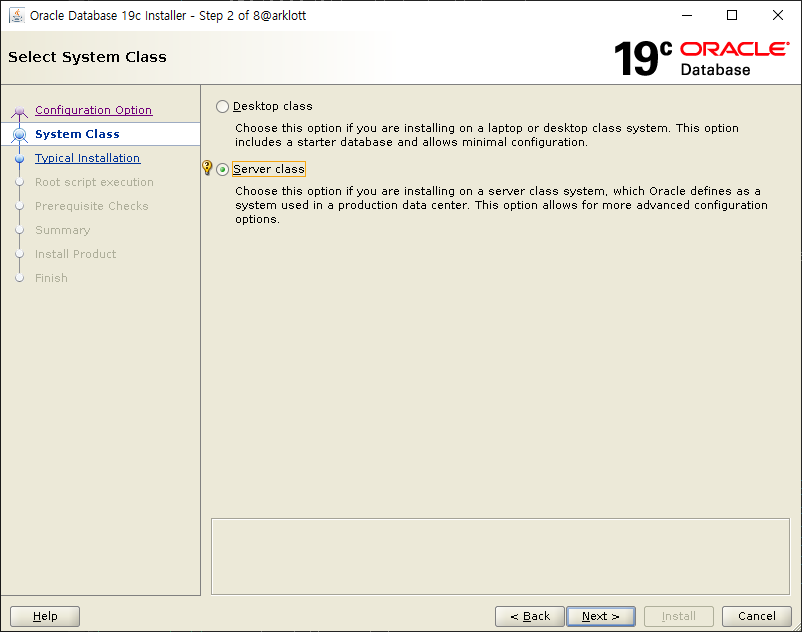 Oracle Database 19c Installer - Step 2 of 8@arklott
Select System Class
19c ORACLE
Database
Configuration Option
System Class
Typical Installation
Root script execution
Prerequisite Checks
Summary
Install Product
Finish
Desktop class
Choose this option if you are installing on a laptop or desktop class system. This option
includes a starter database and allows minimal configuration.
Server class
Choose this option if you are installing on a server class system, which Oracle defines as a
system used in a production data center. This option allows for more advanced configuration
options.
Help
< Back
Next >
Install
Cancel